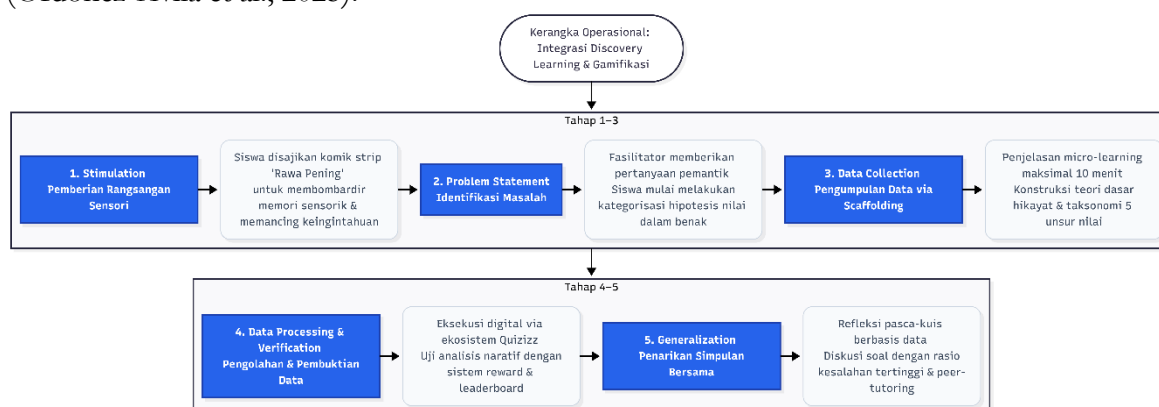 Kerangka Operasional:
Integrasi Discovery
Learning & Gamifikasi
Tahap 1–3
1. Stimulation
Pemberian Rangsangan
Sensori
Siswa disajikan komik strip
'Rawa Pening'
untuk membombardir
memori sensorik &
memancing keingintahuan
2. Problem Statement
Identifikasi Masalah
Fasilitator memberikan
pertanyaan pemantik
Siswa mulai melakukan
kategorisasi hipotesis nilai
dalam benak
3. Data Collection
Pengumpulan Data via
Scaffolding
Penjelasan micro-learning
maksimal 10 menit
Konstruksi teori dasar
hikayat & taksonomi 5
unsur nilai
Tahap 4–5
4. Data Processing &
Verification
Pengolahan & Pembuktian
Data
Eksekusi digital via
ekosistem Quizizz
Uji analisis naratif dengan
sistem reward &
leaderboard
5. Generalization
Penarikan Simpulan
Bersama
Refleksi pasca-kuis
berbasis data
Diskusi soal dengan rasio
kesalahan tertinggi & peer-
tutoring